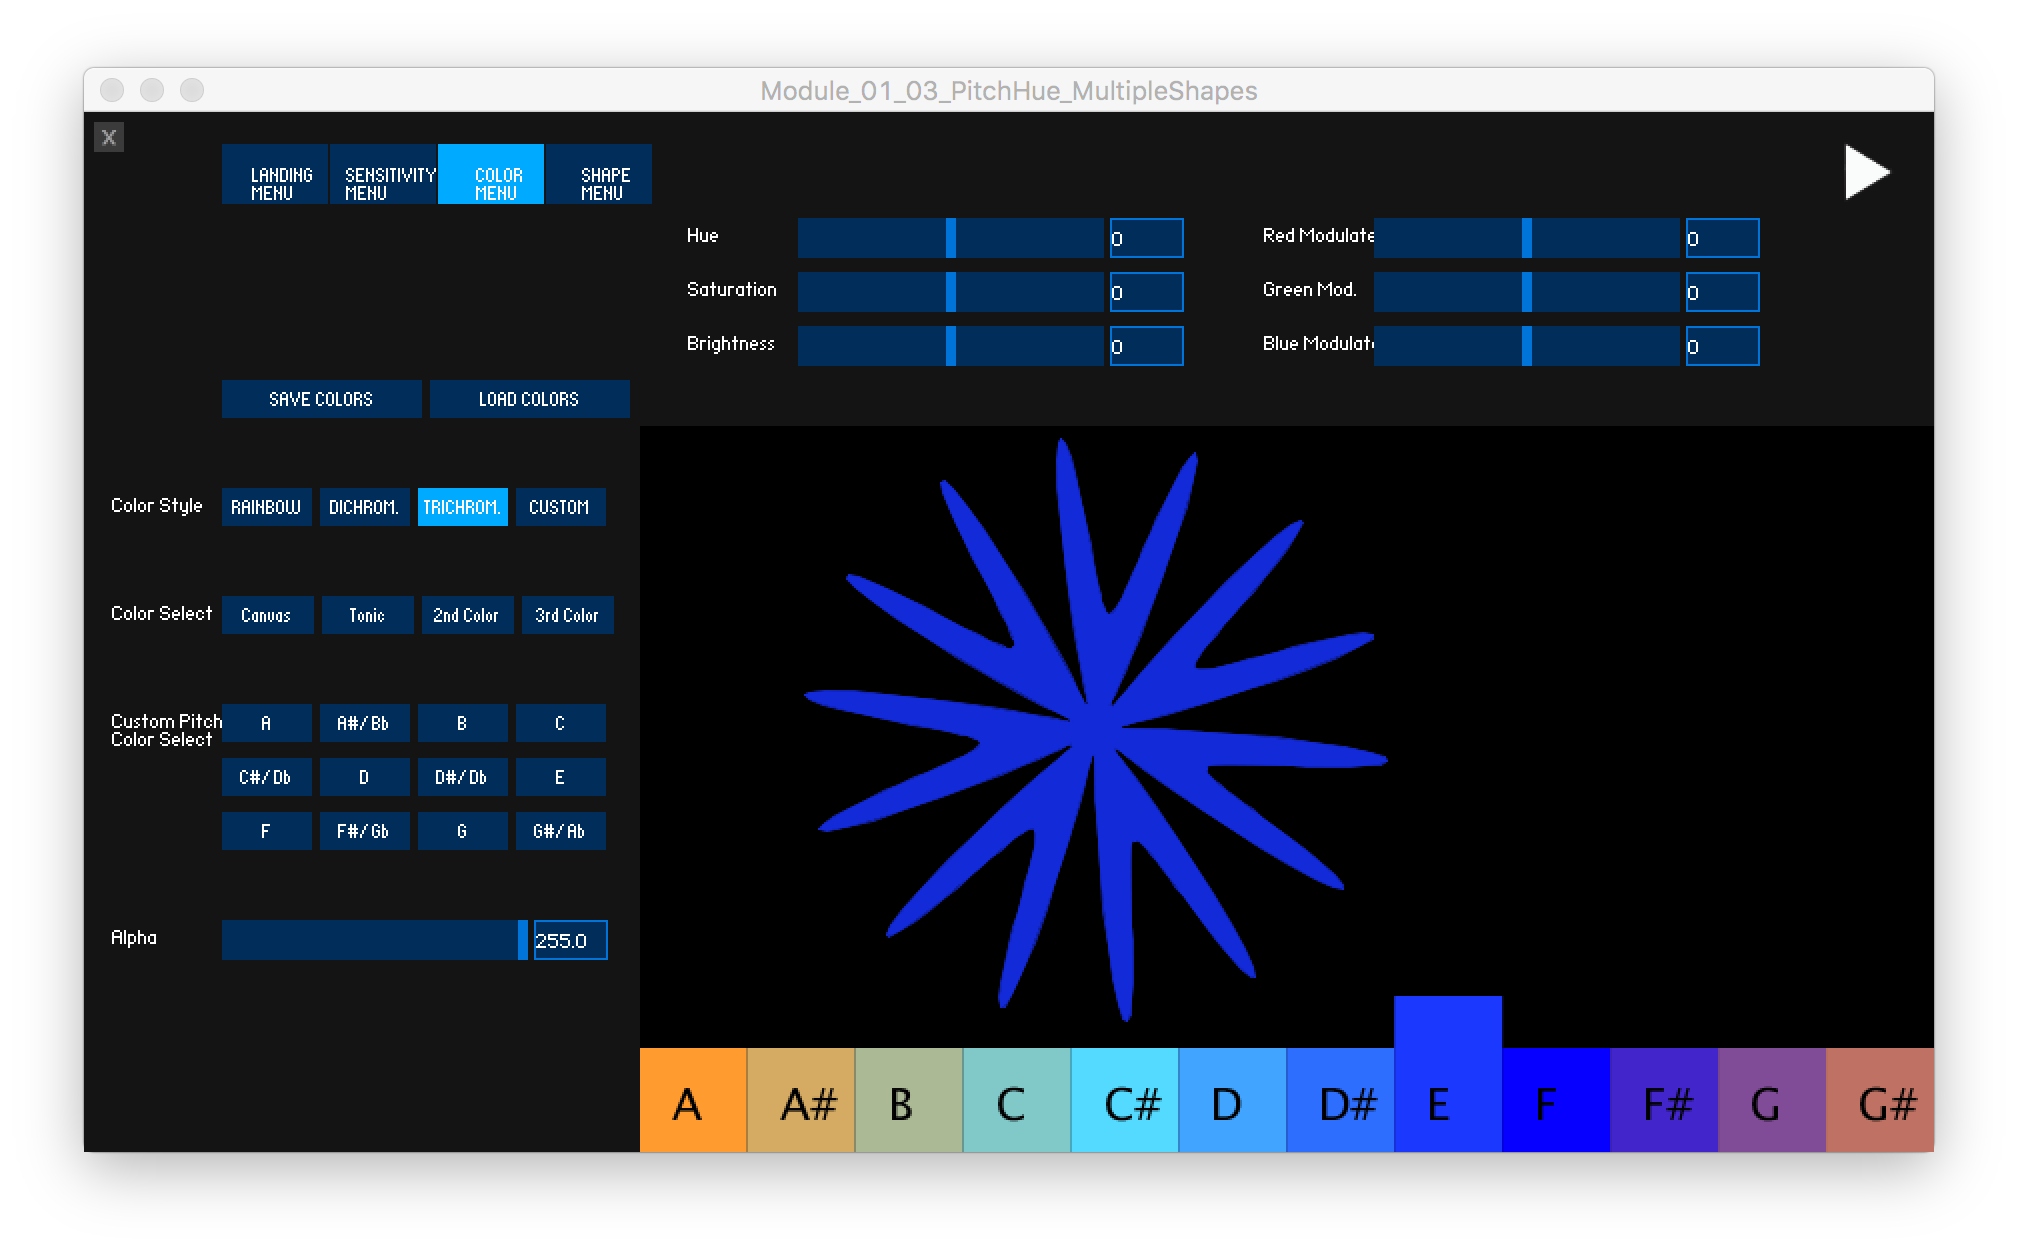 Module_01_03_PitchHue_MultipleShapes
X
LANDING MENU
SENSITIVITY MENU
COLOR MENU
SHAPE MENU
Hue
0
Red Modulate
0
Saturation
0
Green Mod.
0
Brightness
0
Blue Modulat
0
SAVE COLORS
LOAD COLORS
Color Style
RAINBOW
DICHROM.
TRICHROM.
CUSTOM
Color Select
Canvas
Tonic
2nd Color
3rd Color
Custom Pitch
Color Select
A
A#/Bb
B
C
C#/Db
D
D#/Db
E
F
F#/Gb
G
G#/Ab
Alpha
255.0
A
A#
B
C
C#
D
D#
E
F
F#
G
G#